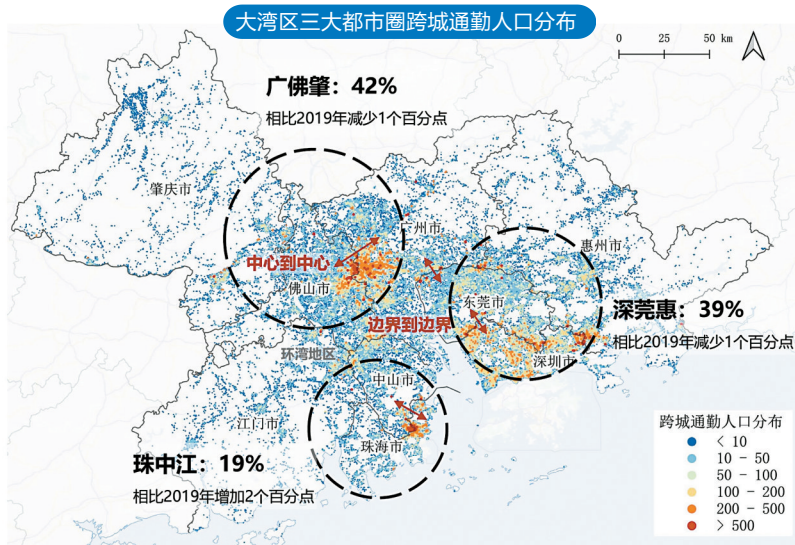 大湾区三大都市圈跨城通勤人口分布
0 25 50 km
广佛肇：42%
相比2019年减少1个百分点
肇庆市
广州市
惠州市
中心到中心
佛山市
东莞市
深莞惠：39%
相比2019年减少1个百分点
边界到边界
环湾地区
深圳市
中山市
江门市
珠海市
珠中江：19%
相比2019年增加2个百分点
跨城通勤人口分布
< 10
10 - 50
50 - 100
100 - 200
200 - 500
> 500